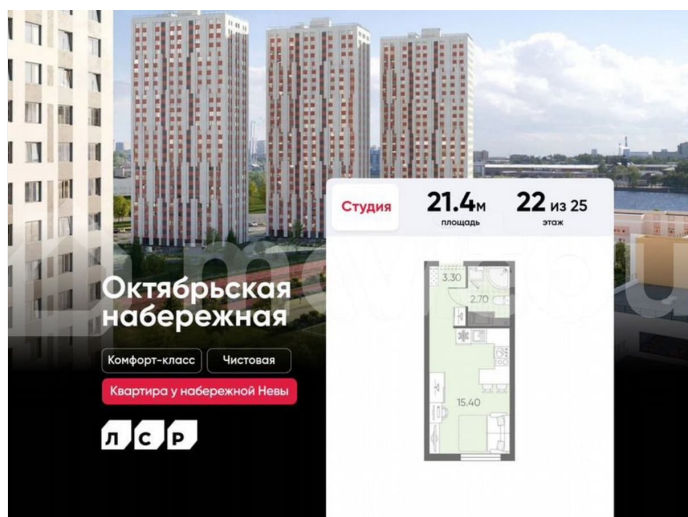 Студия
21.4м
площадь
22 из 25
этаж
3.30
2.70
15.40
Октябрьская
набережная
Комфорт-класс
Чистовая
Квартира у набережной Невы
ЛСР